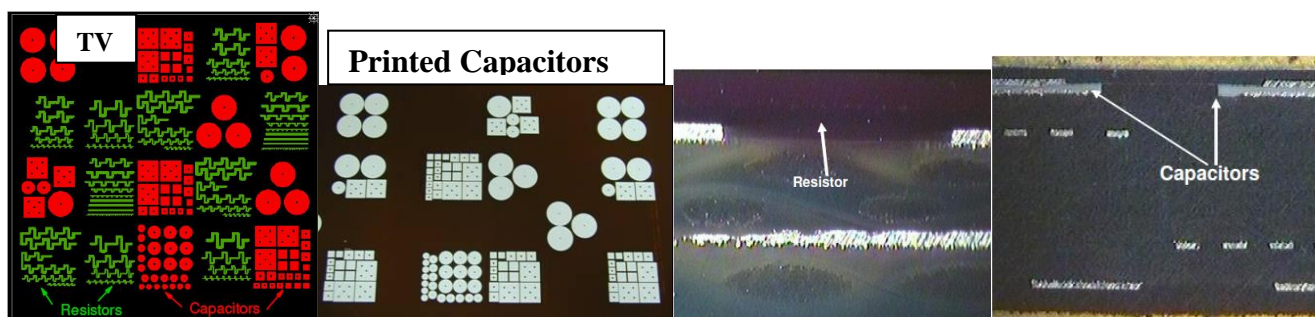 TV
Printed Capacitors
Resistor
Capacitors
Resistors
Capacitors